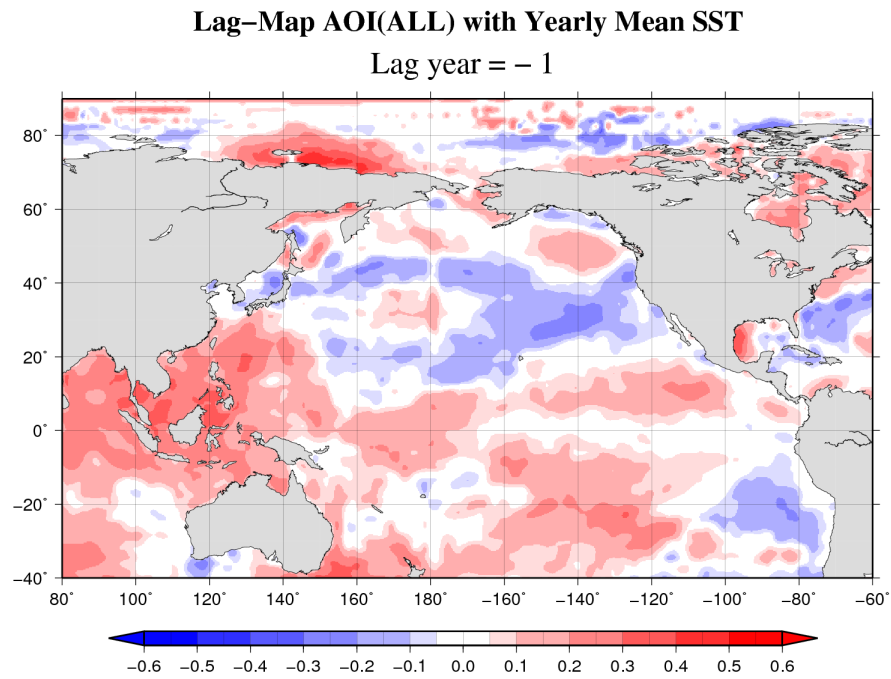 Lag−Map AOI(ALL) with Yearly Mean SST
Lag year = − 1
80˚
60˚
40˚
20˚
0˚
−20˚
−40˚
80 100 120 140 160 180 −160 −140 −120 −100 −80 −60˚
−0.6 −0.5 −0.4 −0.3 −0.2 −0.1 0.0 0.1 0.2 0.3 0.4 0.5 0.6